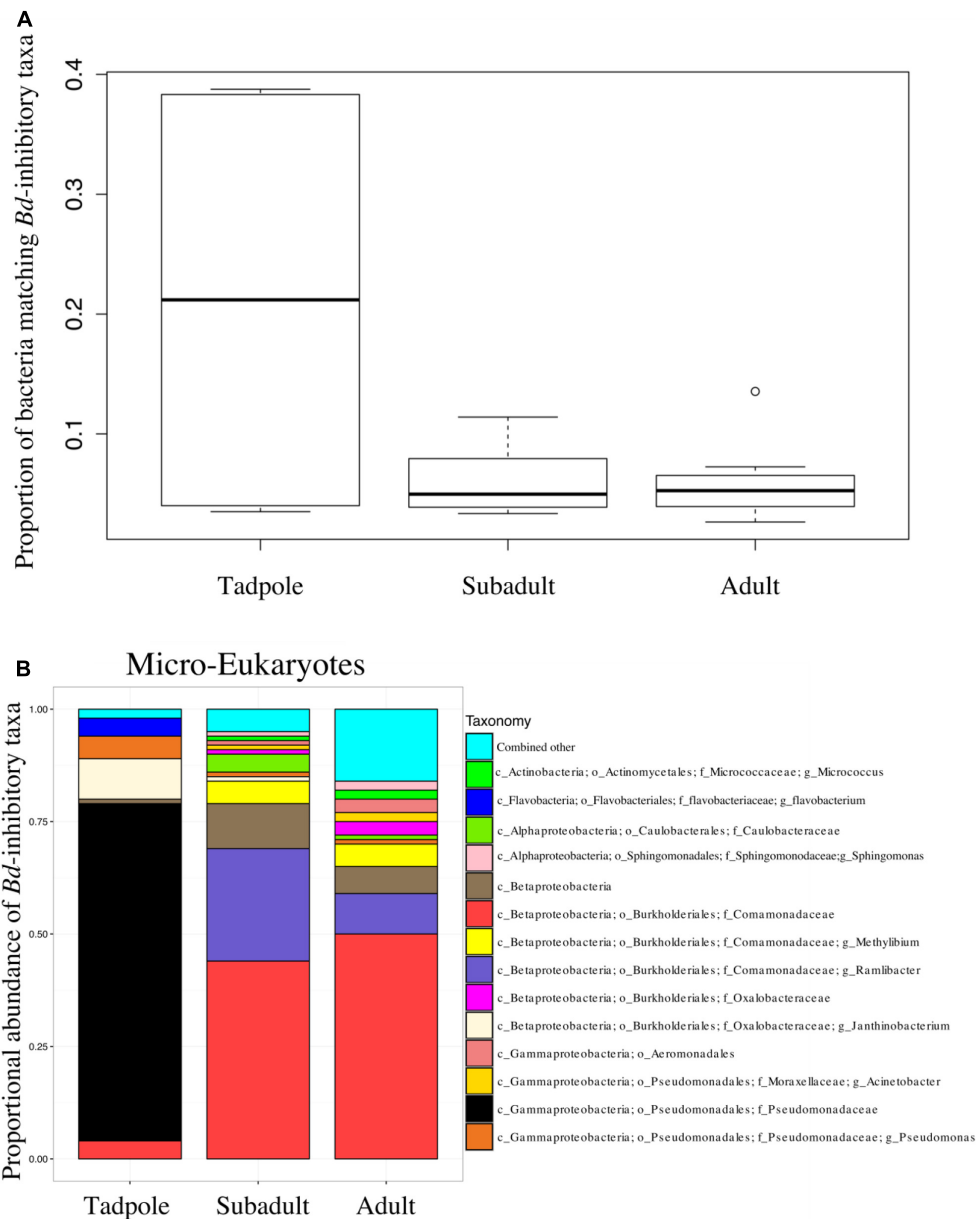 A
Proportion of bacteria matching Bd-inhibitory taxa
0.4
0.3
0.2
0.1
Tadpole
Subadult
Adult
B
Micro-Eukaryotes
Proportional abundance of Bd-inhibitory taxa
1.00
0.75
0.50
0.25
0.00
Tadpole
Subadult
Adult
Taxonomy
Combined other
c_Actinobacteria; o_Actinomycetales; f_Micrococcaceae; g_Micrococcus
c_Flavobacteria; o_Flavobacteriales; f_flavobacteriaceae; g_flavobacterium
c_Alphaproteobacteria; o_Caulobacterales; f_Caulobacteraceae
c_Alphaproteobacteria; o_Sphingomonadales; f_Sphingomonodaceae;g_Sphingomonas
c_Betaproteobacteria
c_Betaproteobacteria; o_Burkholderiales; f_Comamonadaceae
c_Betaproteobacteria; o_Burkholderiales; f_Comamonadaceae; g_Methylibium
c_Betaproteobacteria; o_Burkholderiales; f_Comamonadaceae; g_Ramlibacter
c_Betaproteobacteria; o_Burkholderiales; f_Oxalobacteraceae
c_Betaproteobacteria; o_Burkholderiales; f_Oxalobacteraceae; g_Janthinobacterium
c_Gammaproteobacteria; o_Aeromonadales
c_Gammaproteobacteria; o_Pseudomonadales; f_Moraxellaceae; g_Acinetobacter
c_Gammaproteobacteria; o_Pseudomonadales; f_Pseudomonadaceae
c_Gammaproteobacteria; o_Pseudomonadales; f_Pseudomonadaceae; g_Pseudomonas